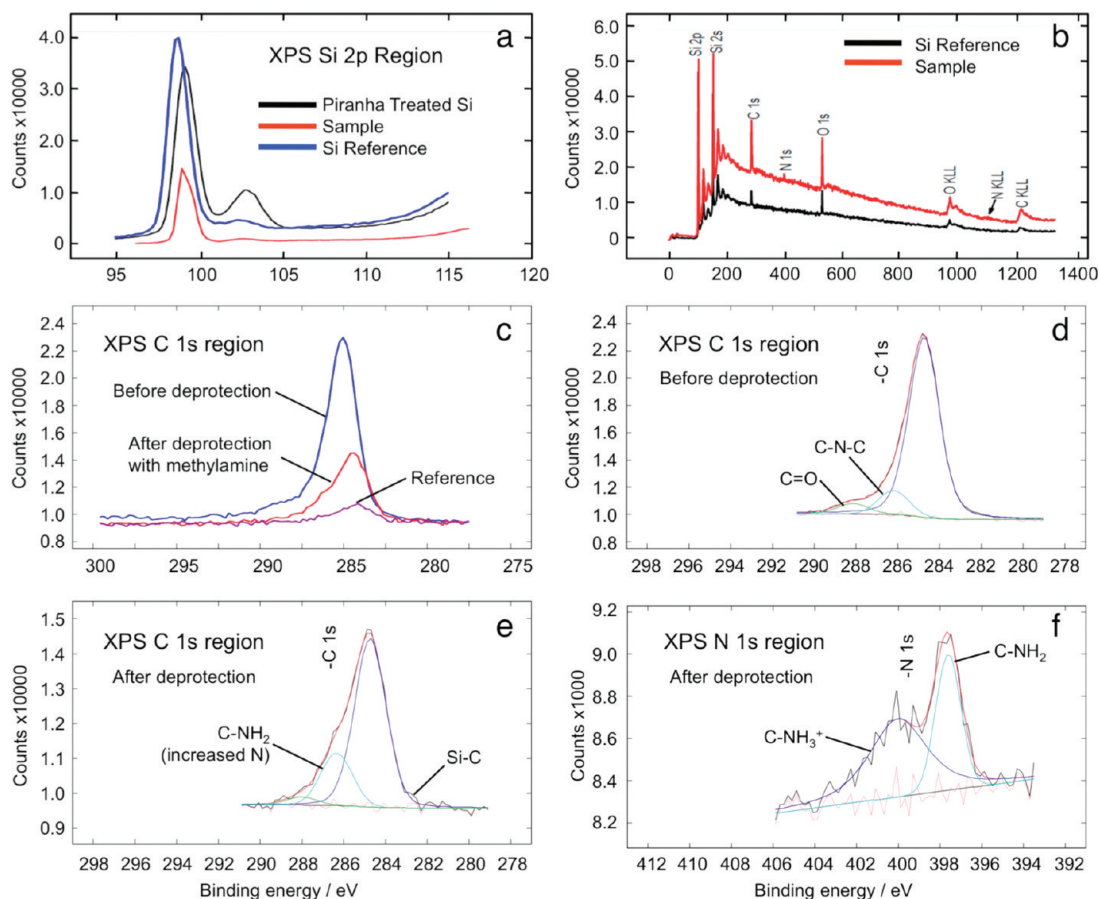 a
XPS Si 2p Region
Piranha Treated Si
Sample
Si Reference
Counts x10000
4.0
3.0
2.0
1.0
0
95 100 105 110 115 120
b
Si Reference
Sample
Si 2p
Si 2s
C 1s
N 1s
O 1s
O KLL
N KLL
C KLL
Counts x10000
6.0
5.0
4.0
3.0
2.0
1.0
0
0 200 400 600 800 1000 1200 1400
c
XPS C 1s region
Before deprotection
After deprotection
with methylamine
Reference
Counts x10000
2.4
2.2
2.0
1.8
1.6
1.4
1.2
1.0
0.8
300 295 290 285 280 275
d
XPS C 1s region
Before deprotection
-C 1s
C-N-C
C=O
Counts x10000
2.4
2.2
2.0
1.8
1.6
1.4
1.2
1.0
0.8
298 296 294 292 290 288 286 284 282 280 278
e
XPS C 1s region
After deprotection
-C 1s
C-NH₂
(increased N)
Si-C
Counts x10000
1.5
1.4
1.3
1.2
1.1
1.0
0.9
298 296 294 292 290 288 286 284 282 280 278
Binding energy / eV
f
XPS N 1s region
After deprotection
-N 1s
C-NH₂
C-NH₃⁺
Counts x1000
9.2
9.0
8.8
8.6
8.4
8.2
412 410 408 406 404 402 400 398 396 394 392
Binding energy / eV